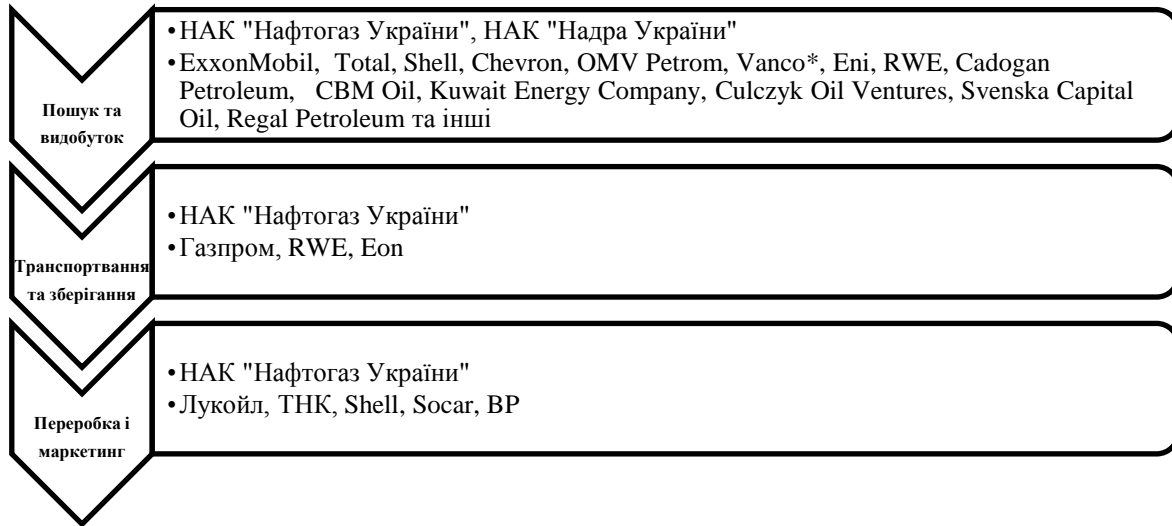 •НАК "Нафтогаз України", НАК "Надра України"
•ExxonMobil, Total, Shell, Chevron, OMV Petrom, Vanco*, Eni, RWE, Cadogan
Petroleum, CBM Oil, Kuwait Energy Company, Culczyk Oil Ventures, Svenska Capital
Oil, Regal Petroleum та інші
Пошук та
видобуток
•НАК "Нафтогаз України"
•Газпром, RWE, Eon
Транспортвання
та зберігання
•НАК "Нафтогаз України"
•Лукойл, ТНК, Shell, Socar, BP
Переробка і
маркетинг